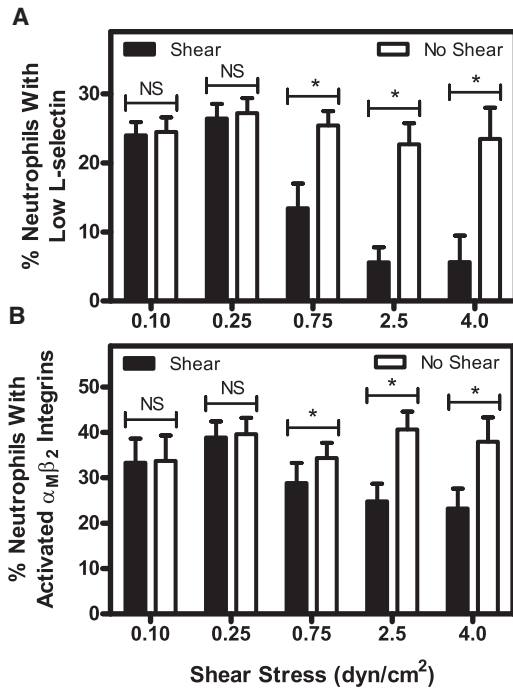 A
Shear
No Shear
NS
NS
*
*
*
% Neutrophils With
Low L-selectin
30
20
10
0
0.10
0.25
0.75
2.5
4.0
B
Shear
No Shear
NS
NS
*
*
*
% Neutrophils With
Activated αMβ2 Integrins
50
40
30
20
10
0
0.10
0.25
0.75
2.5
4.0
Shear Stress (dyn/cm²)